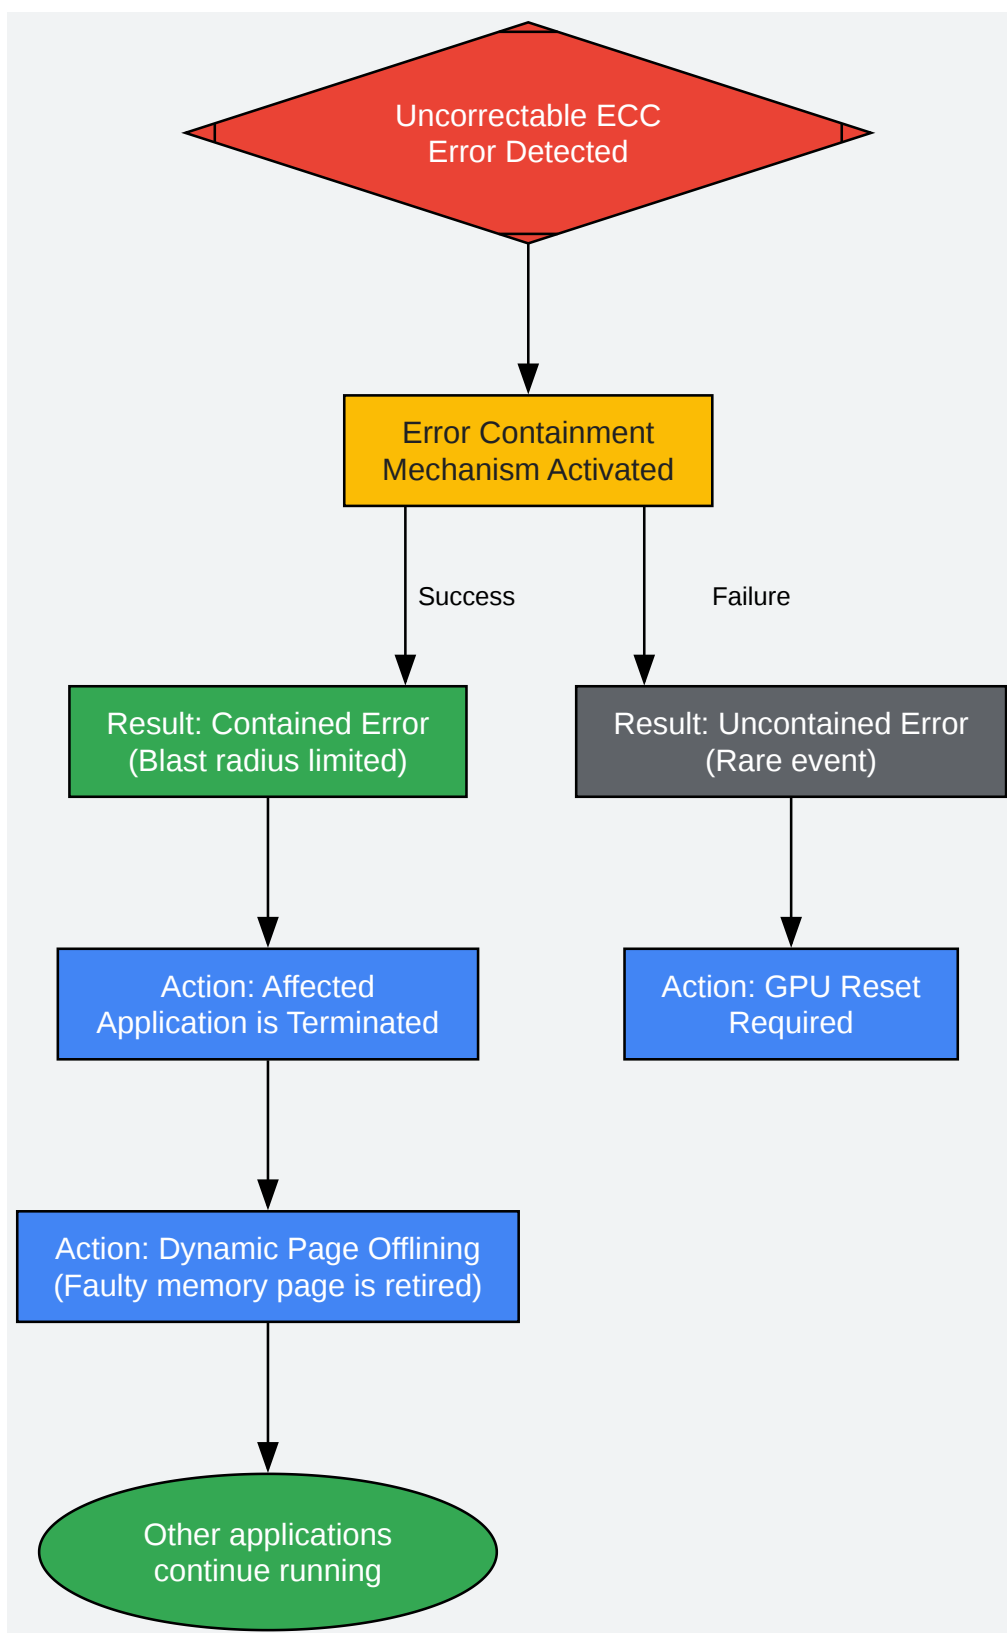 Uncorrectable ECC
Error Detected
Error Containment
Mechanism Activated
Success
Failure
Result: Contained Error
(Blast radius limited)
Result: Uncontained Error
(Rare event)
Action: Affected
Application is Terminated
Action: GPU Reset
Required
Action: Dynamic Page Offlining
(Faulty memory page is retired)
Other applications
continue running